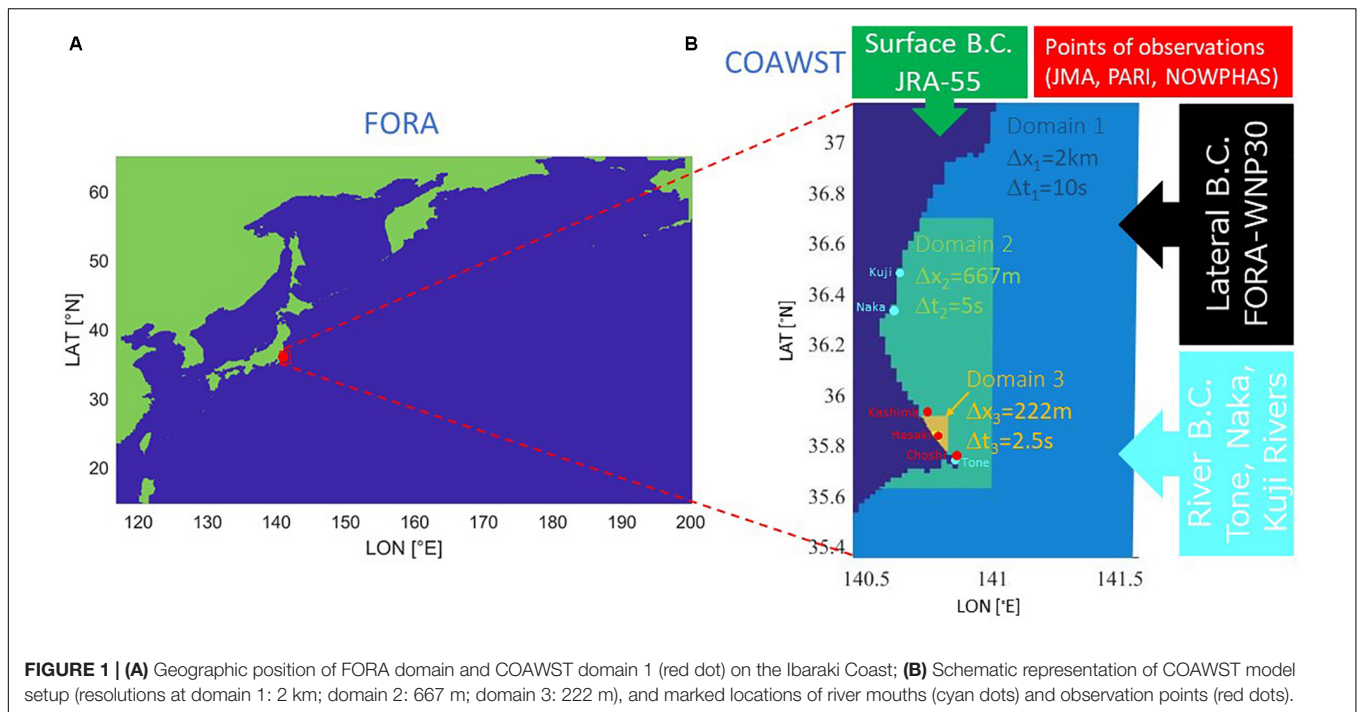 A
FORA
LAT [°N]
60
50
40
30
20
120 130 140 150 160 170 180 190 200
LON [°E]
B
COAWST
Surface B.C.
JRA-55
Points of observations
(JMA, PARI, NOWPHAS)
LAT [°N]
37
36.8
36.6
36.4
36.2
36
35.8
35.6
35.4
140.5 141 141.5
LON [°E]
Domain 1
Δx₁=2km
Δt₁=10s
Domain 2
Δx₂=667m
Δt₂=5s
Kuji
Naka
Domain 3
Δx₃=222m
Δt₃=2.5s
Kashima
Hasaki
Choshi
Tone
Lateral B.C.
FORA-WNP30
River B.C.
Tone, Naka,
Kuji Rivers
FIGURE 1 | (A) Geographic position of FORA domain and COAWST domain 1 (red dot) on the Ibaraki Coast; (B) Schematic representation of COAWST model
setup (resolutions at domain 1: 2 km; domain 2: 667 m; domain 3: 222 m), and marked locations of river mouths (cyan dots) and observation points (red dots).